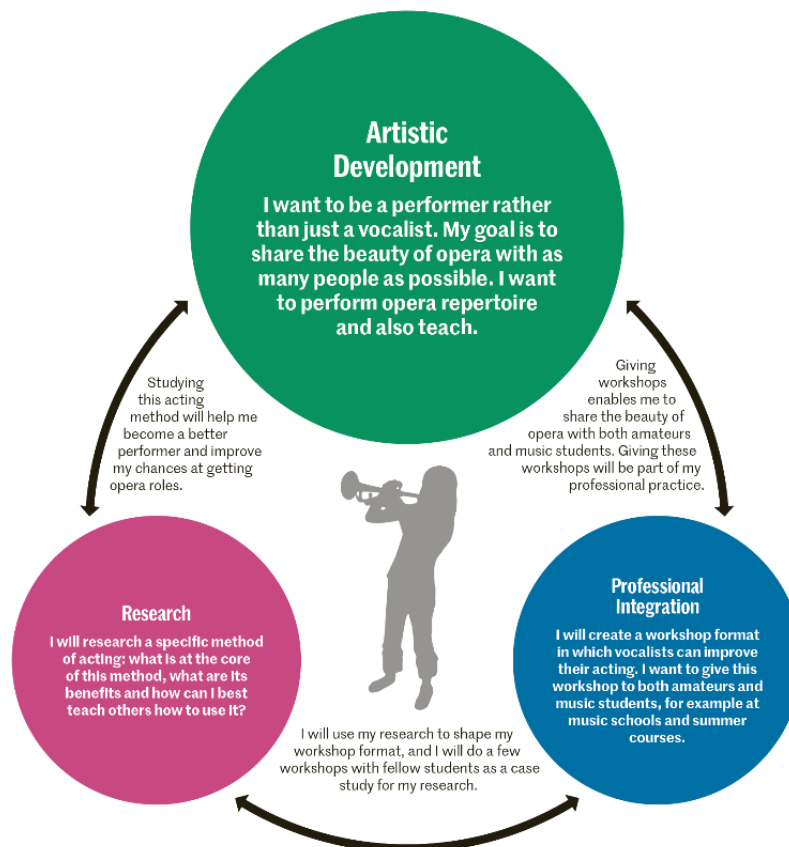 Artistic
Development
I want to be a performer rather
than just a vocalist. My goal is to
share the beauty of opera with as
many people as possible. I want
to perform opera repertoire
and also teach.
Studying
this acting
method will help me
become a better
performer and improve
my chances at getting
opera roles.
Giving
workshops
enables me to
share the beauty of
opera with both amateurs
and music students. Giving these
workshops will be part of my
professional practice.
Research
I will research a specific method
of acting: what is at the core
of this method, what are its
benefits and how can I best
teach others how to use it?
Professional
Integration
I will create a workshop format
in which vocalists can improve
their acting. I want to give this
workshop to both amateurs and
music students, for example at
music schools and summer
courses.
I will use my research to shape my
workshop format, and I will do a few
workshops with fellow students as a case
study for my research.